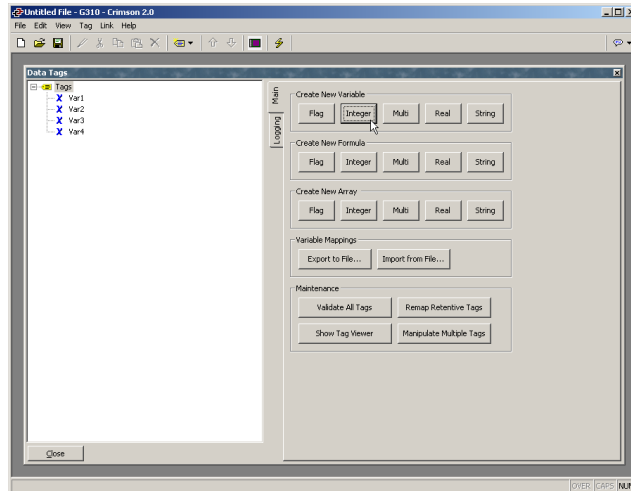 Untitled File - G310 - Crimson 2.0
File Edit View Tag Link Help
Data Tags
Tags
Var1
Var2
Var3
Var4
Main
Logging
Create New Variable
Flag Integer Multi Real String
Create New Formula
Flag Integer Multi Real String
Create New Array
Flag Integer Multi Real String
Variable Mappings
Export to File... Import from File...
Maintenance
Validate All Tags Remap Retentive Tags
Show Tag Viewer Manipulate Multiple Tags
Close
OVER CAPS NUM